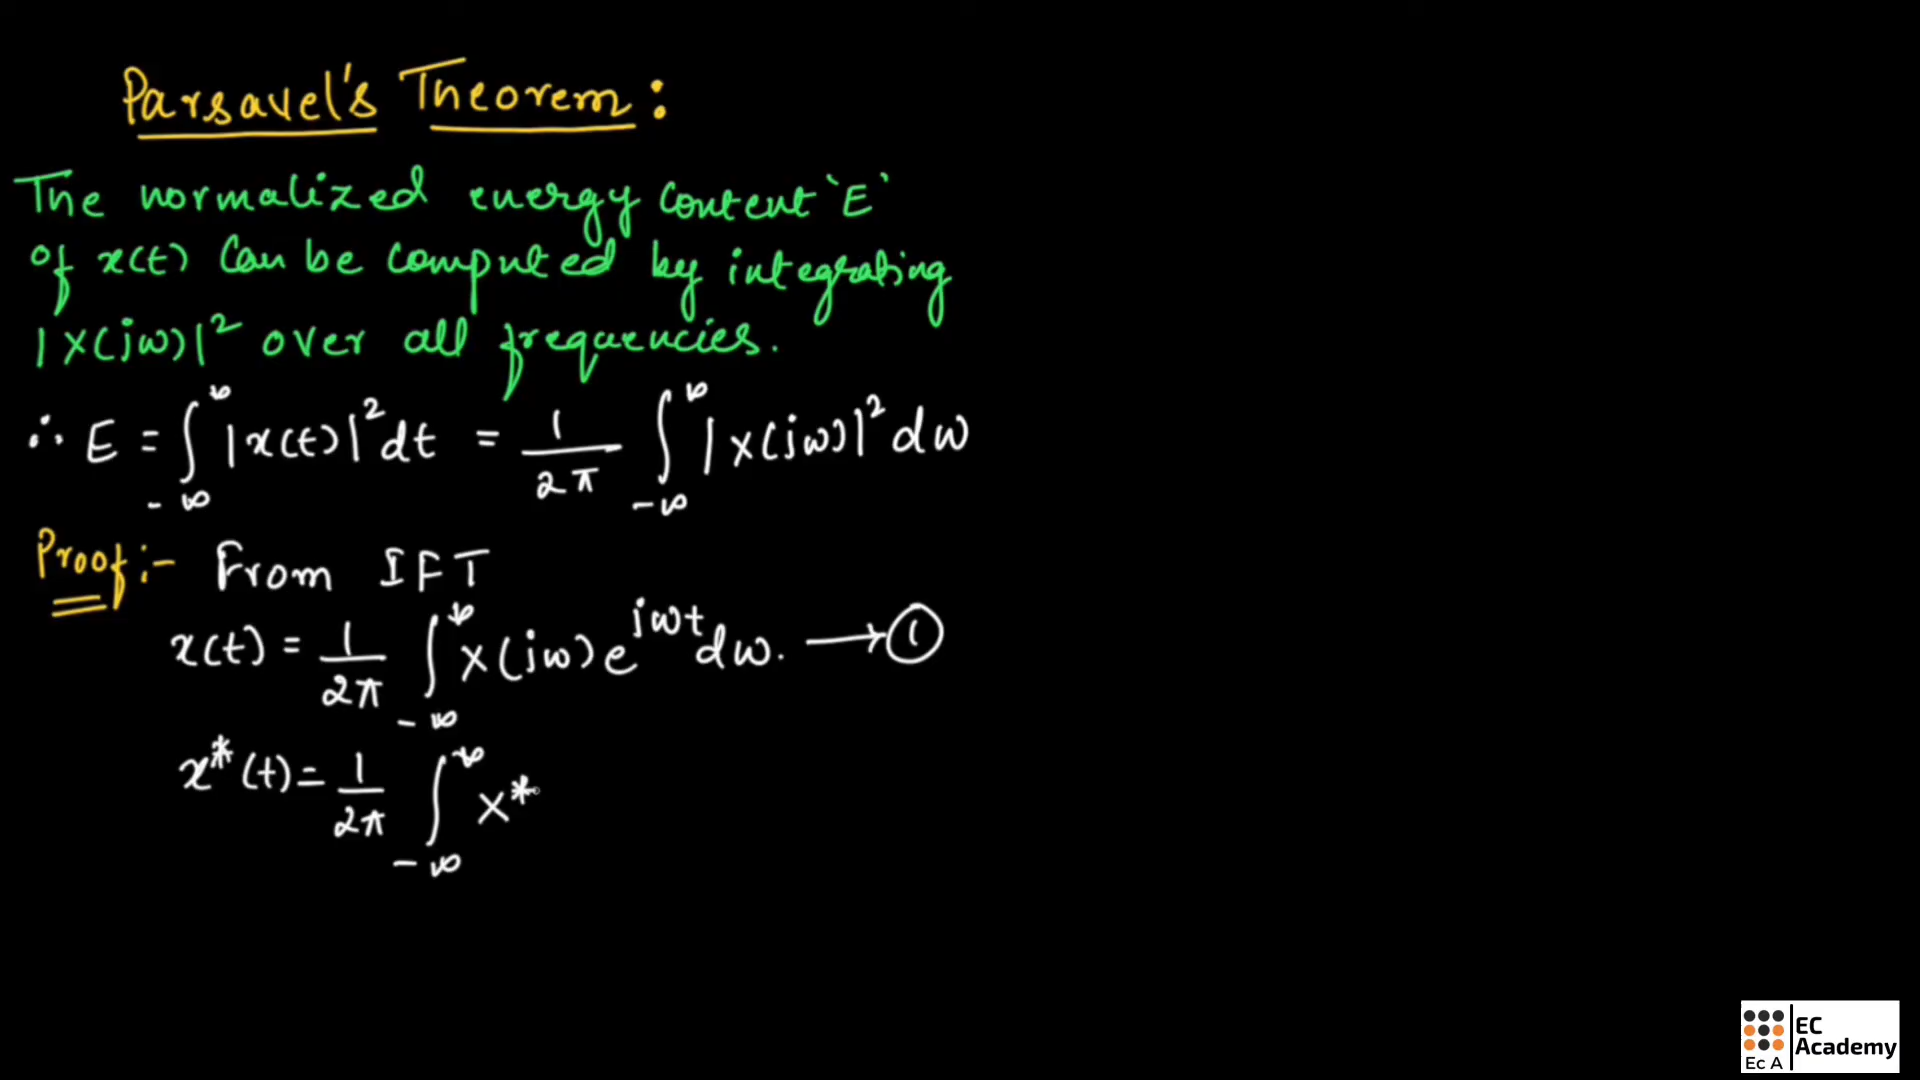 Parsavel's Theorem:
The normalized energy content 'E'
of x(t) Can be computed by integrating
|X(jω)|² over all frequencies.
∴ E = ∫_{-∞}^{∞} |x(t)|² dt = 1/2π ∫_{-∞}^{∞} |X(jω)|² dω
Proof:- From IFT
x(t) = 1/2π ∫_{-∞}^{∞} X(jω) e^{jωt} dω. ⟶ ①
x*(t) = 1/2π ∫_{-∞}^{∞} X*
EC
Academy
Ec A